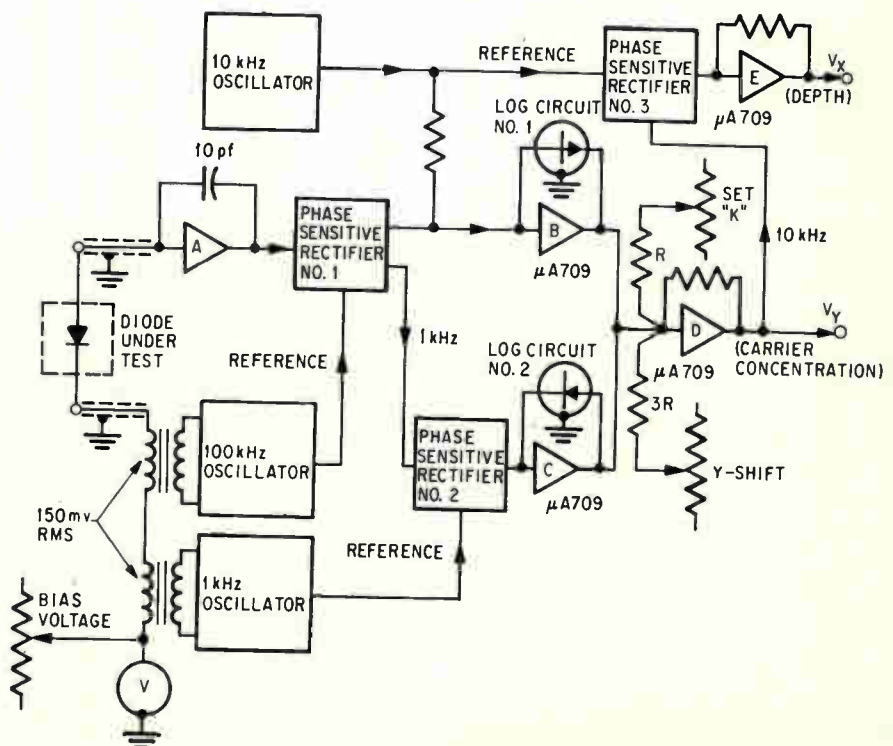 10 kHz
OSCILLATOR
REFERENCE
PHASE
SENSITIVE
RECTIFIER
NO. 3
E
μA709
VX
(DEPTH)
LOG CIRCUIT
NO. 1
10 pf
A
PHASE
SENSITIVE
RECTIFIER
NO. 1
B
μA709
SET
"K"
R
10 kHz
DIODE
UNDER
TEST
REFERENCE
1 kHz
LOG CIRCUIT
NO. 2
D
μA709
VY
(CARRIER
CONCENTRATION)
3R
100 kHz
OSCILLATOR
PHASE
SENSITIVE
RECTIFIER
NO. 2
C
μA709
Y-SHIFT
150 mv
RMS
REFERENCE
1 kHz
OSCILLATOR
BIAS
VOLTAGE
V